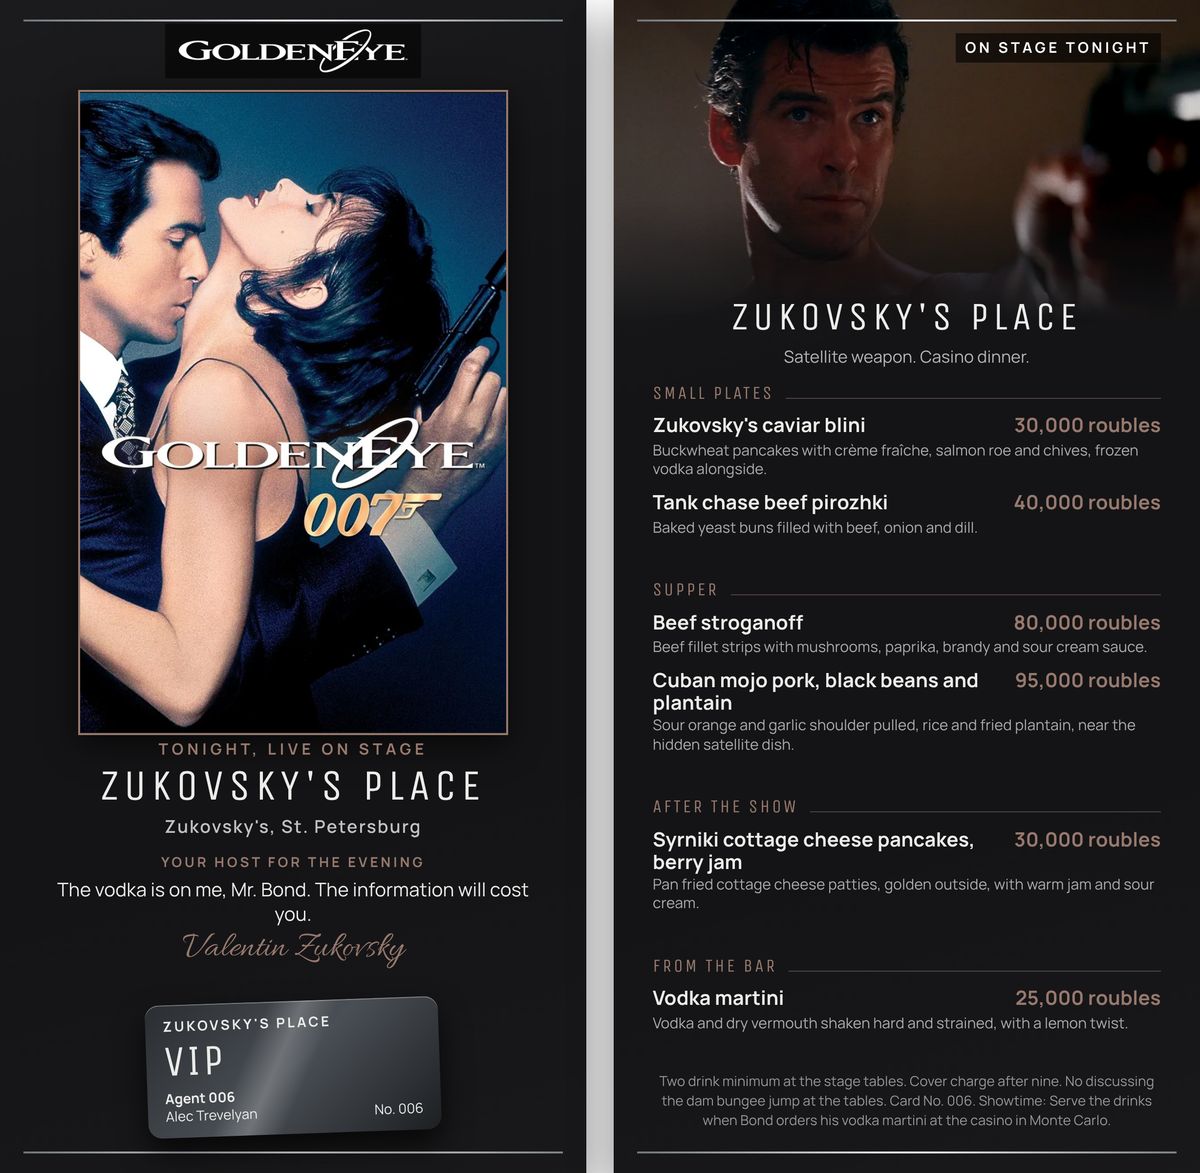 GOLDENEYE
GOLDENEYE™
007
TONIGHT, LIVE ON STAGE
ZUKOVSKY'S PLACE
Zukovsky's, St. Petersburg
YOUR HOST FOR THE EVENING
The vodka is on me, Mr. Bond. The information will cost
you.
Valentin Zukovsky
ZUKOVSKY'S PLACE
VIP
Agent 006
Alec Trevelyan
No. 006
ON STAGE TONIGHT
ZUKOVSKY'S PLACE
Satellite weapon. Casino dinner.
SMALL PLATES
Zukovsky's caviar blini 30,000 roubles
Buckwheat pancakes with crème fraîche, salmon roe and chives, frozen
vodka alongside.
Tank chase beef pirozhki 40,000 roubles
Baked yeast buns filled with beef, onion and dill.
SUPPER
Beef stroganoff 80,000 roubles
Beef fillet strips with mushrooms, paprika, brandy and sour cream sauce.
Cuban mojo pork, black beans and 95,000 roubles
plantain
Sour orange and garlic shoulder pulled, rice and fried plantain, near the
hidden satellite dish.
AFTER THE SHOW
Syrniki cottage cheese pancakes, 30,000 roubles
berry jam
Pan fried cottage cheese patties, golden outside, with warm jam and sour
cream.
FROM THE BAR
Vodka martini 25,000 roubles
Vodka and dry vermouth shaken hard and strained, with a lemon twist.
Two drink minimum at the stage tables. Cover charge after nine. No discussing
the dam bungee jump at the tables. Card No. 006. Showtime: Serve the drinks
when Bond orders his vodka martini at the casino in Monte Carlo.